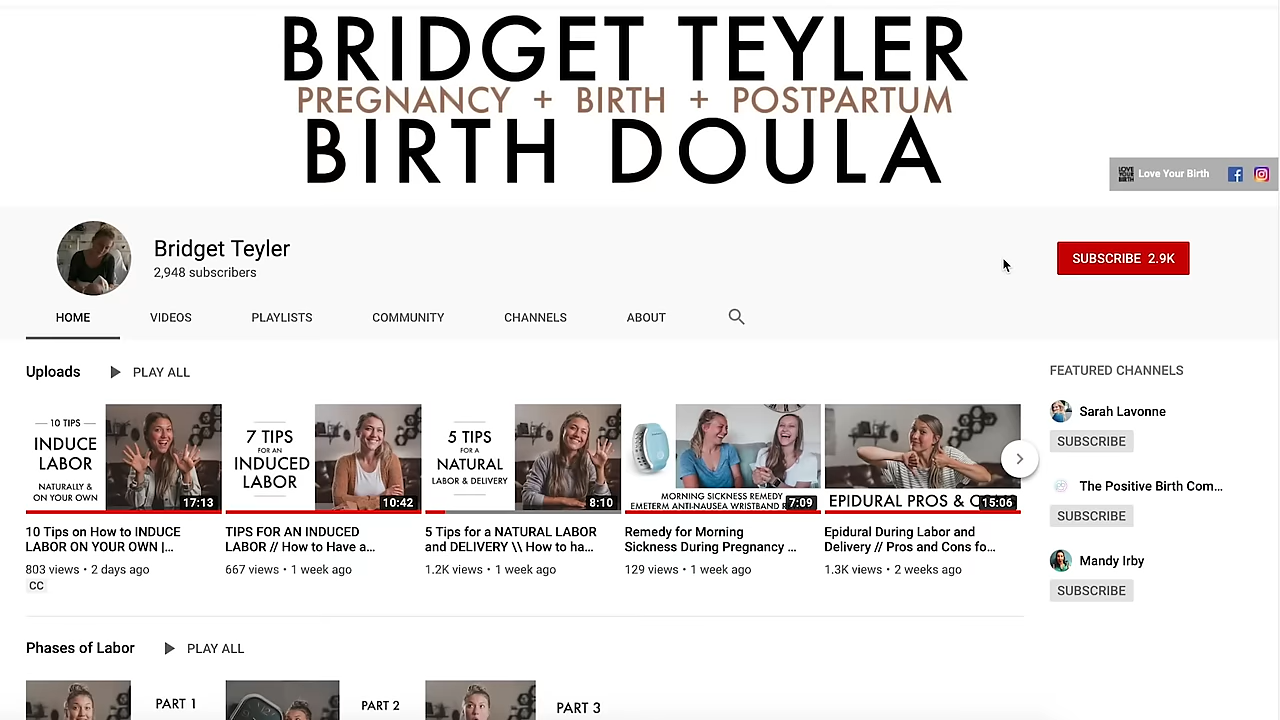 BRIDGET TEYLER
PREGNANCY + BIRTH + POSTPARTUM
BIRTH DOULA
LOVE YOUR BIRTH
Love Your Birth
Bridget Teyler
2,948 subscribers
SUBSCRIBE 2.9K
HOME
VIDEOS
PLAYLISTS
COMMUNITY
CHANNELS
ABOUT
Uploads
PLAY ALL
10 TIPS
INDUCE
LABOR
NATURALLY &
ON YOUR OWN
17:13
10 Tips on How to INDUCE
LABOR ON YOUR OWN |...
803 views • 2 days ago
CC
7 TIPS
FOR AN
INDUCED
LABOR
10:42
TIPS FOR AN INDUCED
LABOR // How to Have a...
667 views • 1 week ago
5 TIPS
FOR A
NATURAL
LABOR & DELIVERY
8:10
5 Tips for a NATURAL LABOR
and DELIVERY \\ How to ha...
1.2K views • 1 week ago
MORNING SICKNESS REMEDY
EMETERM ANTI-NAUSEA WRISTBAND
7:09
Remedy for Morning
Sickness During Pregnancy ...
129 views • 1 week ago
EPIDURAL PROS &
15:06
Epidural During Labor and
Delivery // Pros and Cons fo...
1.3K views • 2 weeks ago
FEATURED CHANNELS
Sarah Lavonne
SUBSCRIBE
The Positive Birth Com...
SUBSCRIBE
Mandy Irby
SUBSCRIBE
Phases of Labor
PLAY ALL
PART 1
PART 2
PART 3